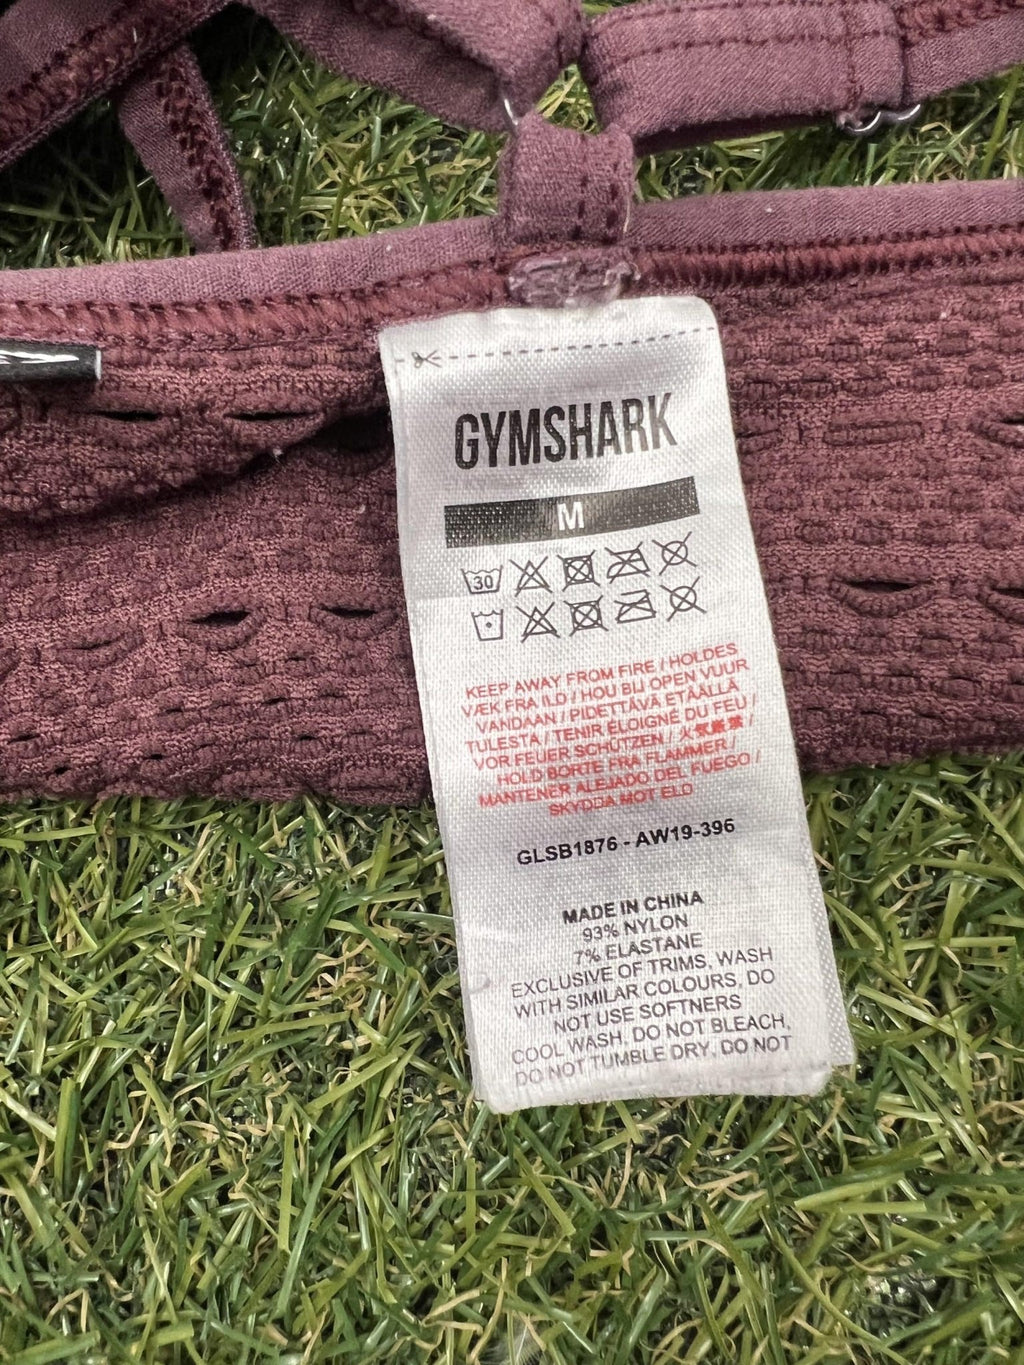 GYMSHARK
M
30
KEEP AWAY FROM FIRE / HOLDES
VÆK FRA ILD / HOU BIJ OPEN VUUR
VANDAAN / PIDETTÄVÄ ETÄÄLLÄ
TULESTA / TENIR ÉLOIGNÉ DU FEU /
VOR FEUER SCHÜTZEN / 火気厳禁 /
HOLD BORTE FRA FLAMMER /
MANTENER ALEJADO DEL FUEGO /
SKYDDA MOT ELD
GLSB1876 - AW19-396
MADE IN CHINA
93% NYLON
7% ELASTANE
EXCLUSIVE OF TRIMS, WASH
WITH SIMILAR COLOURS, DO
NOT USE SOFTNERS
COOL WASH, DO NOT BLEACH,
DO NOT TUMBLE DRY, DO NOT